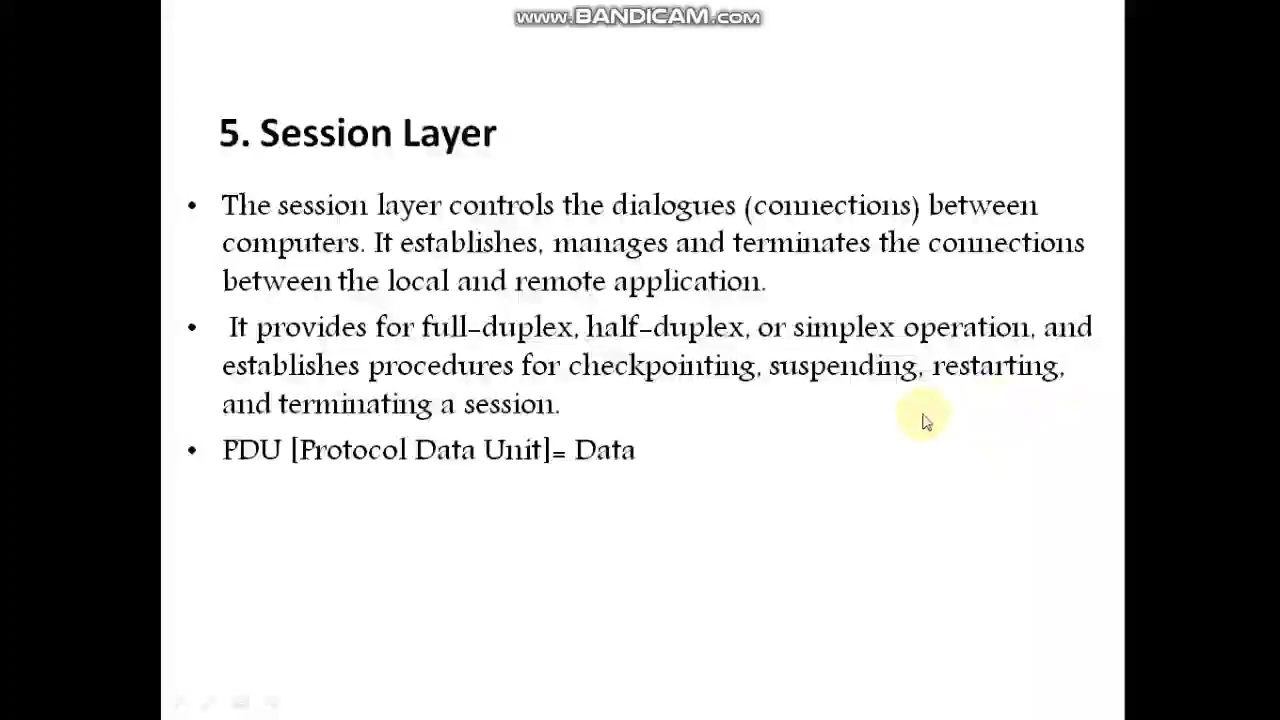 www.BANDICAM.com
5. Session Layer
• The session layer controls the dialogues (connections) between
computers. It establishes, manages and terminates the connections
between the local and remote application.
• It provides for full-duplex, half-duplex, or simplex operation, and
establishes procedures for checkpointing, suspending, restarting,
and terminating a session.
• PDU [Protocol Data Unit]= Data